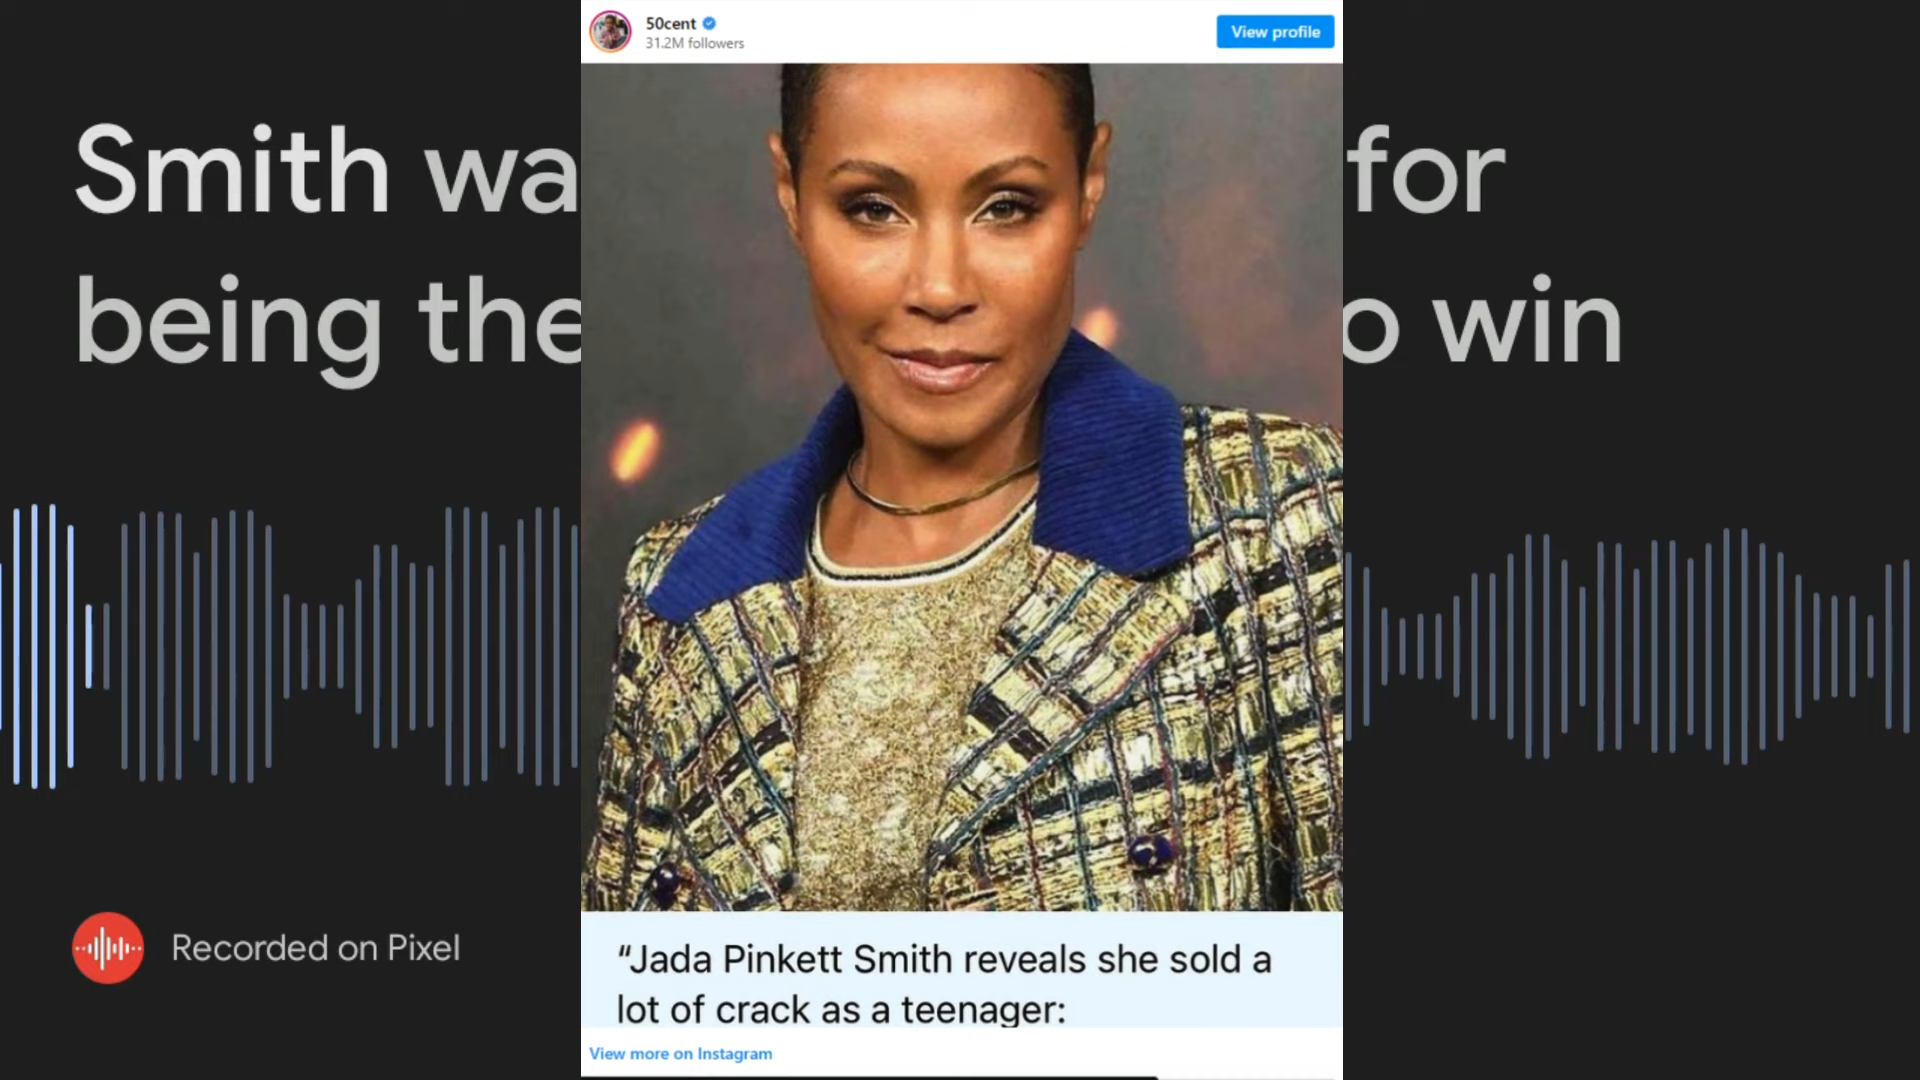 50cent
31.2M followers
View profile
Smith wa
for
being the
o win
Recorded on Pixel
“Jada Pinkett Smith reveals she sold a
lot of crack as a teenager:
View more on Instagram